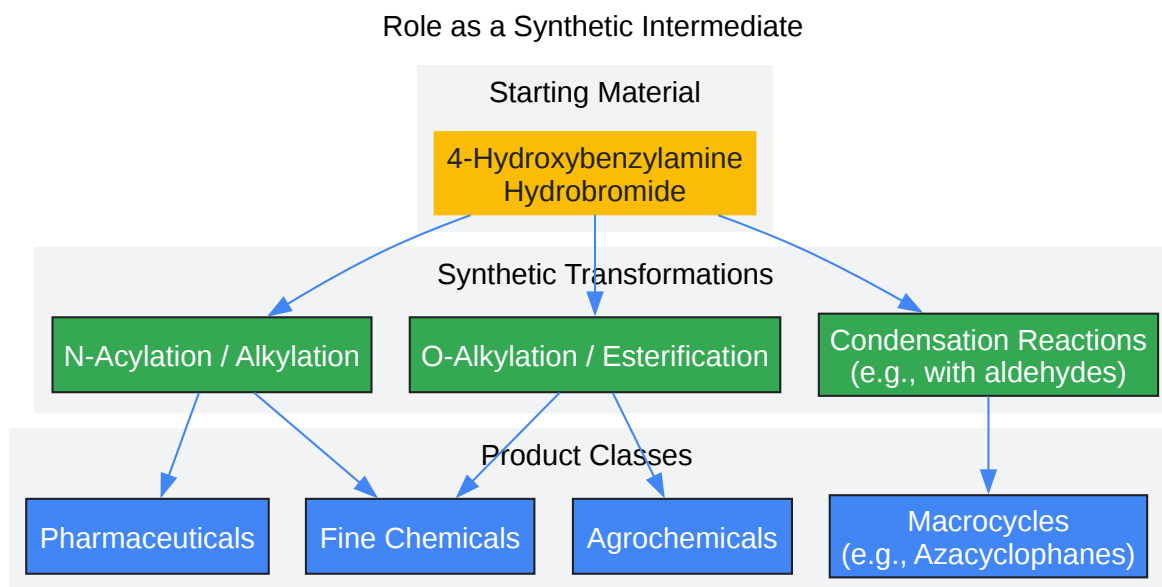 Role as a Synthetic Intermediate
Starting Material
4-Hydroxybenzylamine
Hydrobromide
Synthetic Transformations
N-Acylation / Alkylation
O-Alkylation / Esterification
Condensation Reactions
(e.g., with aldehydes)
Product Classes
Pharmaceuticals
Fine Chemicals
Agrochemicals
Macrocycles
(e.g., Azacyclophanes)